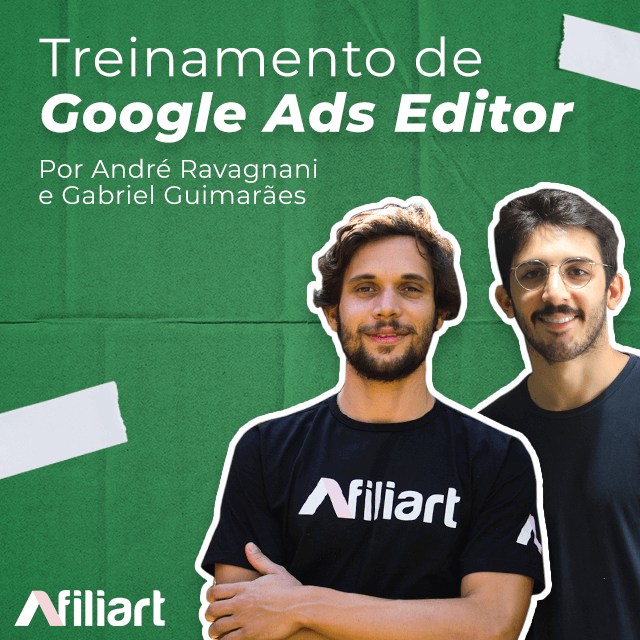 Treinamento de
Google Ads Editor
Por André Ravagnani
e Gabriel Guimarães
Afiliart
Afiliart